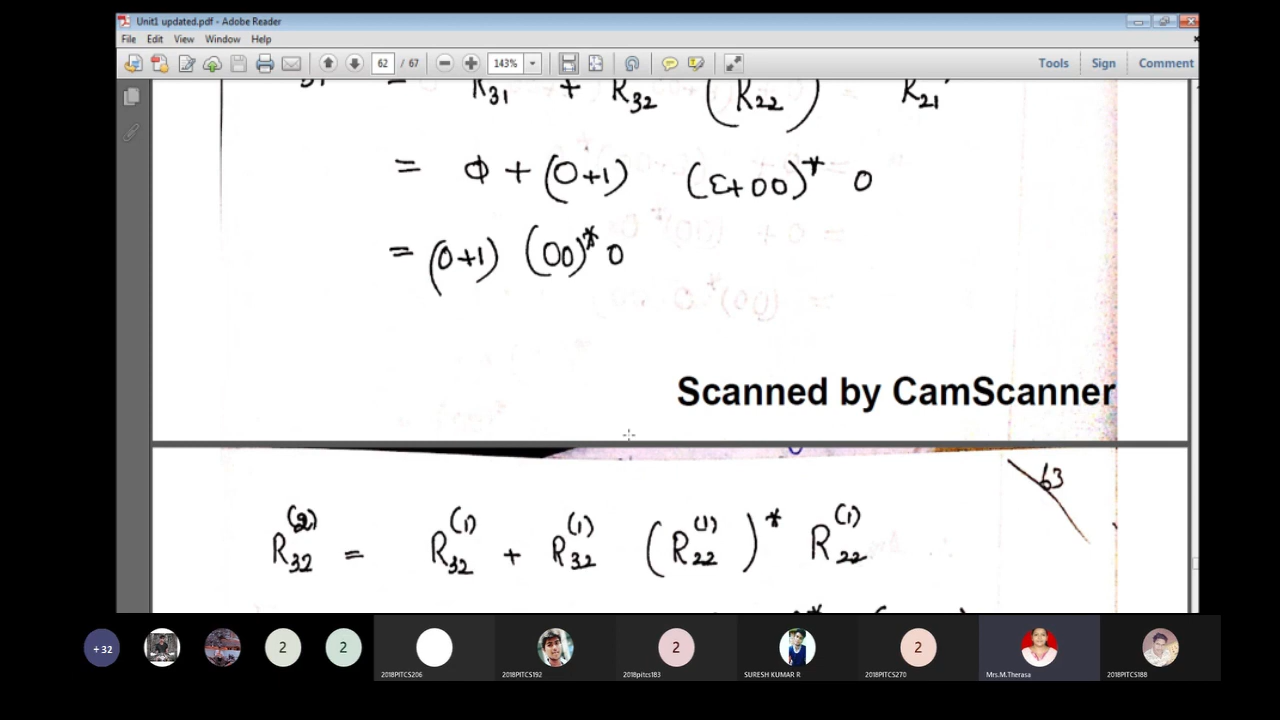 Unit1 updated.pdf - Adobe Reader
File Edit View Window Help
62 / 67 143% Tools Sign Comment
31 = R31 + R32 (R22) R21
= ϕ + (0+1) (ε+00)* 0
= (0+1) (00)* 0
Scanned by CamScanner
63
R32^(2) = R32^(1) + R32^(1) (R22^(1))* R22^(1)
+32 2 2 2 2
2018PITCS206 2018PITCS192 2018pitcs183 SURESH KUMAR R 2018PITCS270 Mrs.M.Therasa 2018PITCS188